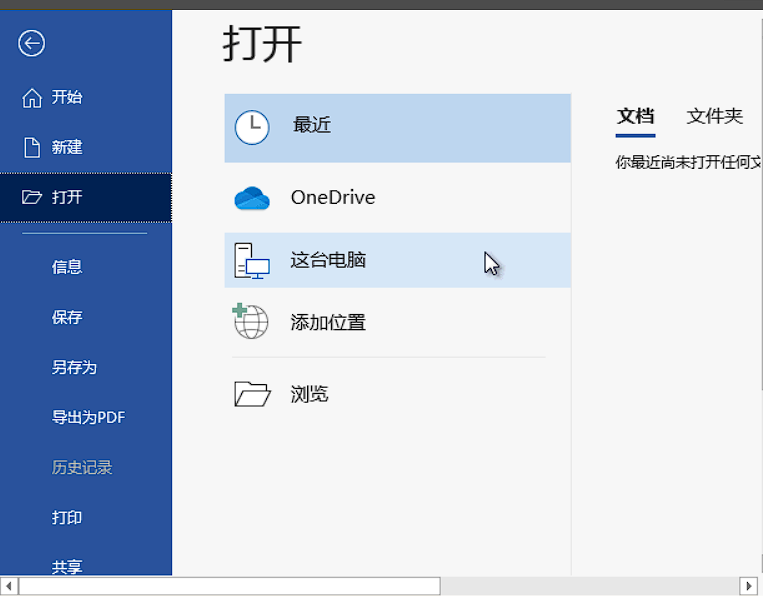 开始
新建
打开
信息
保存
另存为
导出为PDF
历史记录
打印
共享
打开
最近
OneDrive
这台电脑
添加位置
浏览
文档 文件夹
你最近尚未打开任何文